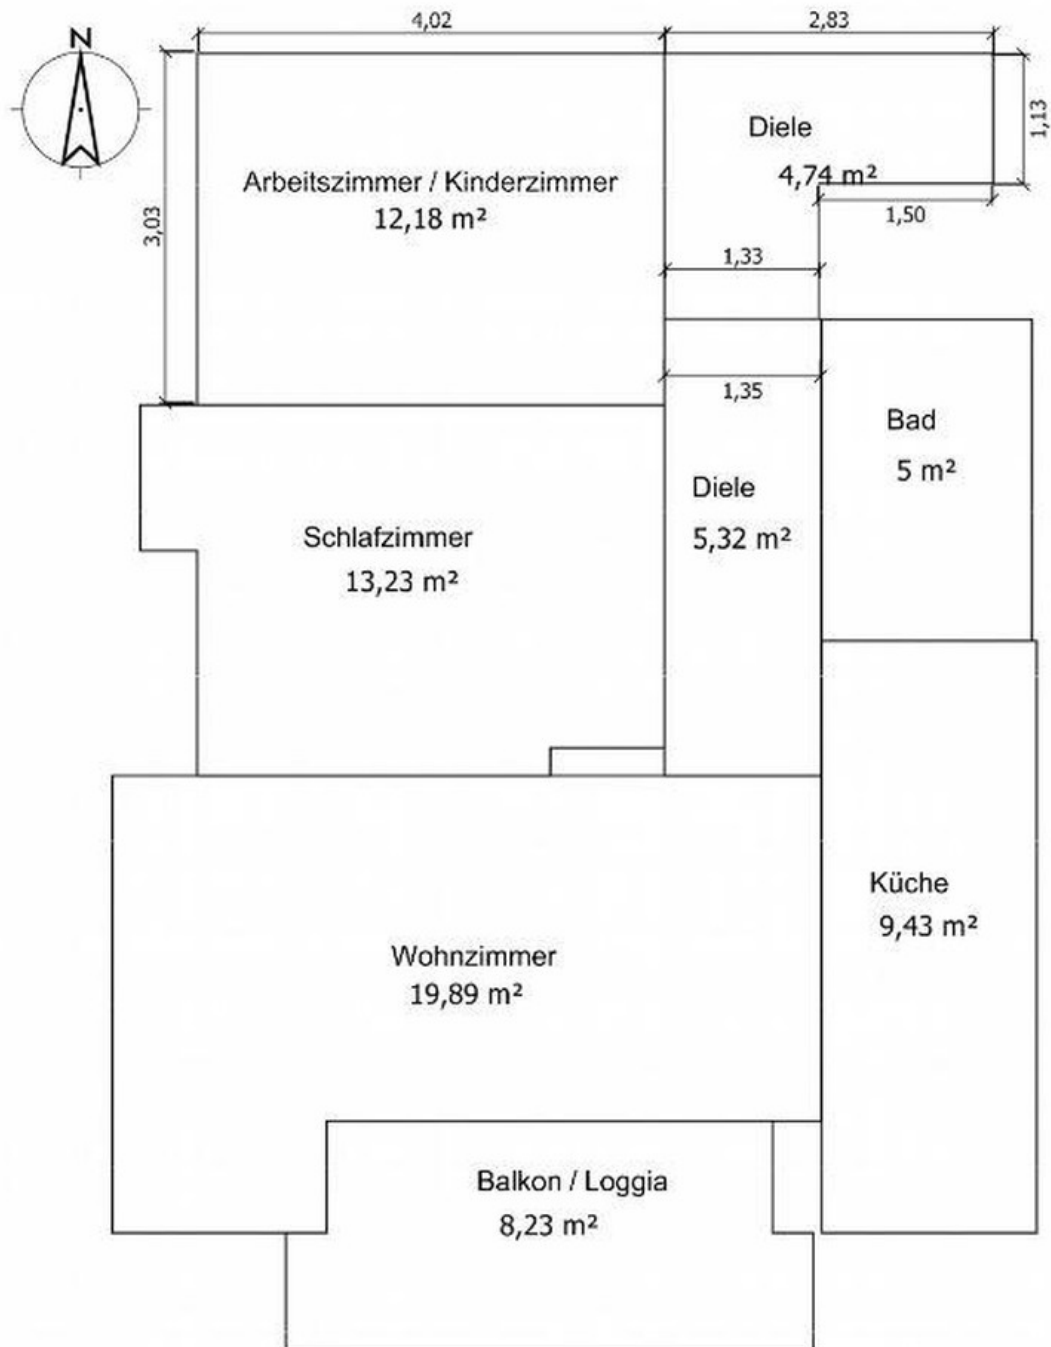 4,02
2,83
N
1,13
Diele
4,74 m²
Arbeitszimmer / Kinderzimmer
12,18 m²
3,03
1,50
1,33
1,35
Bad
5 m²
Diele
5,32 m²
Schlafzimmer
13,23 m²
Küche
9,43 m²
Wohnzimmer
19,89 m²
Balkon / Loggia
8,23 m²